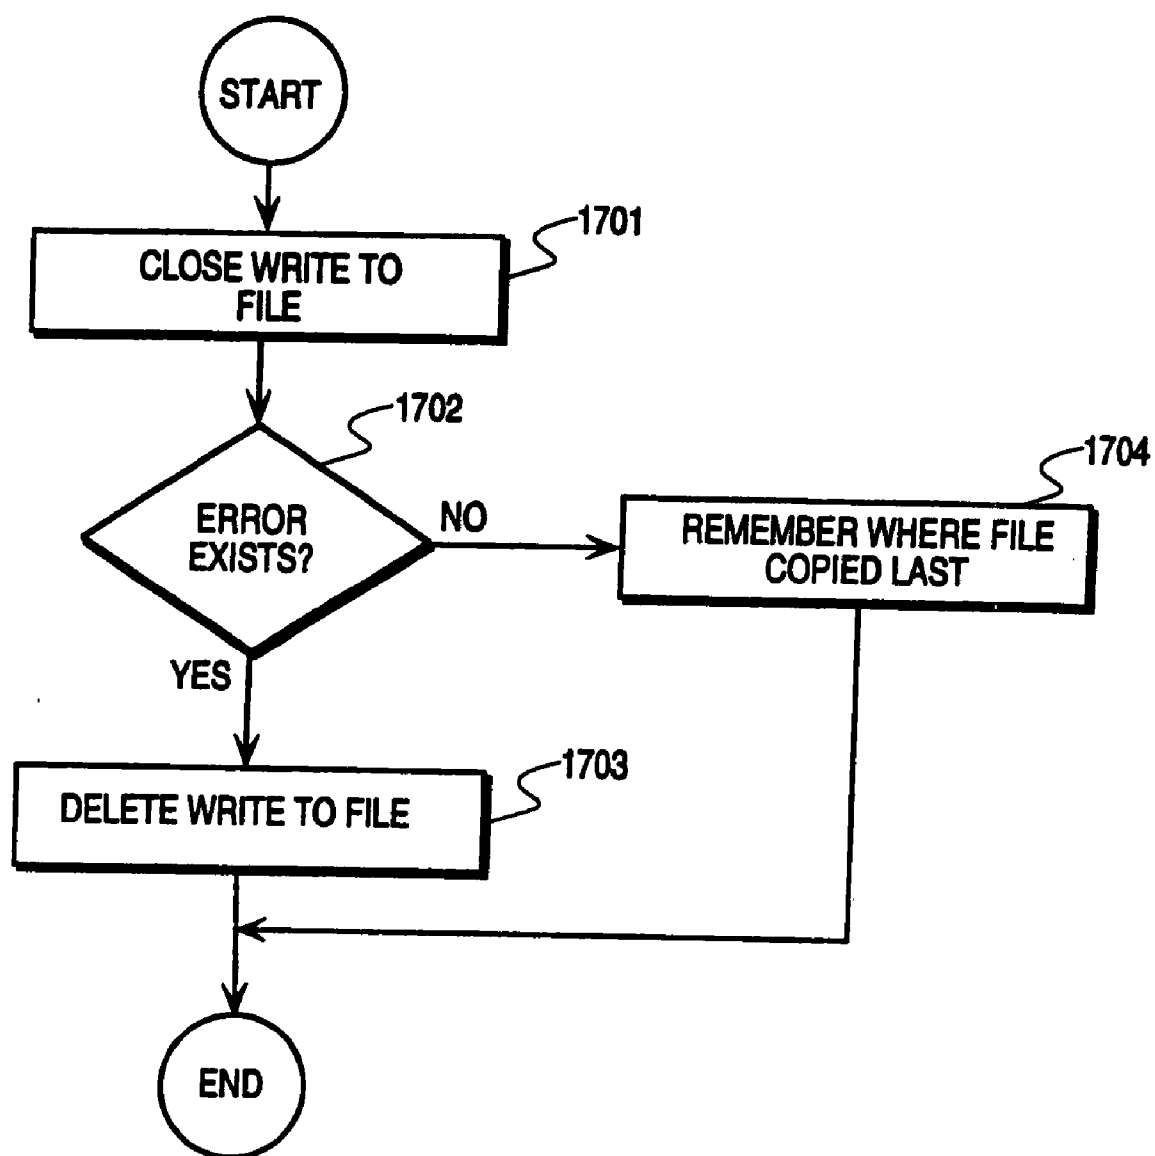 START
1701
CLOSE WRITE TO
FILE
1702
ERROR
EXISTS?
NO
1704
REMEMBER WHERE FILE
COPIED LAST
YES
1703
DELETE WRITE TO FILE
END